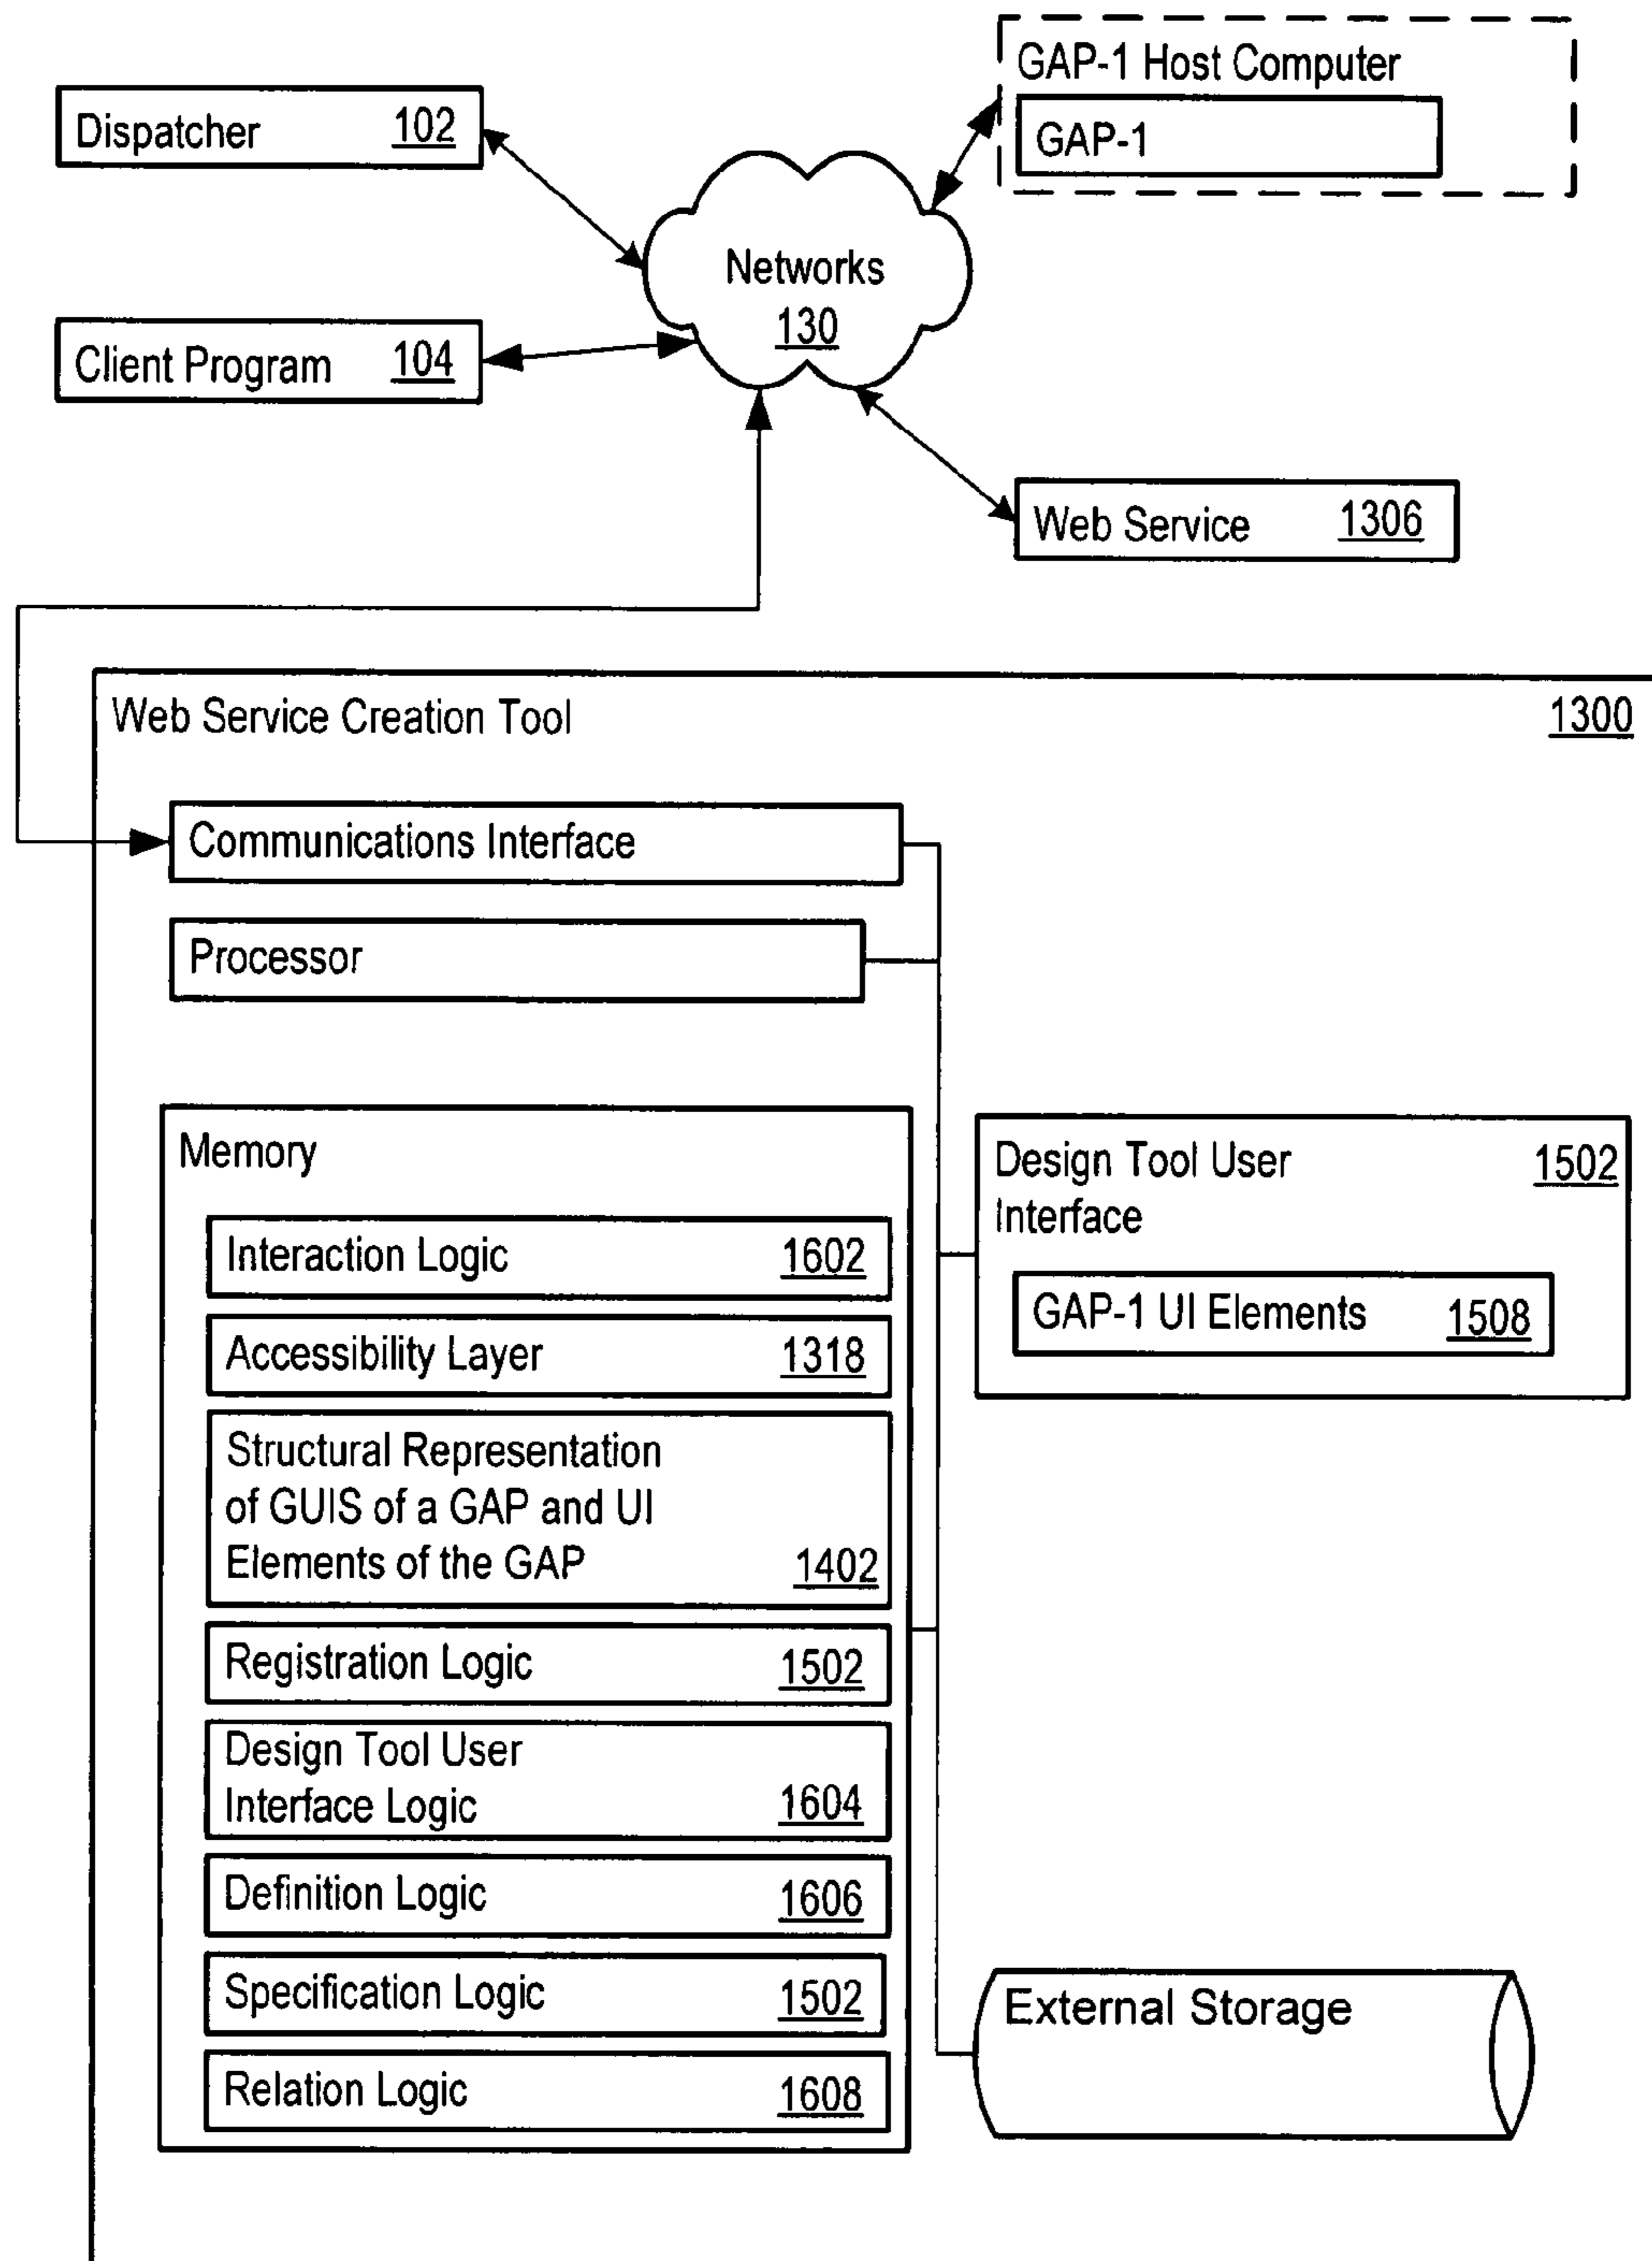 GAP-1 Host Computer
GAP-1
Dispatcher 102
Networks
130
Client Program 104
Web Service 1306
Web Service Creation Tool 1300
Communications Interface
Processor
Memory
Interaction Logic 1602
Accessibility Layer 1318
Structural Representation
of GUIS of a GAP and UI
Elements of the GAP 1402
Registration Logic 1502
Design Tool User
Interface Logic 1604
Definition Logic 1606
Specification Logic 1502
Relation Logic 1608
Design Tool User 1502
Interface
GAP-1 UI Elements 1508
External Storage